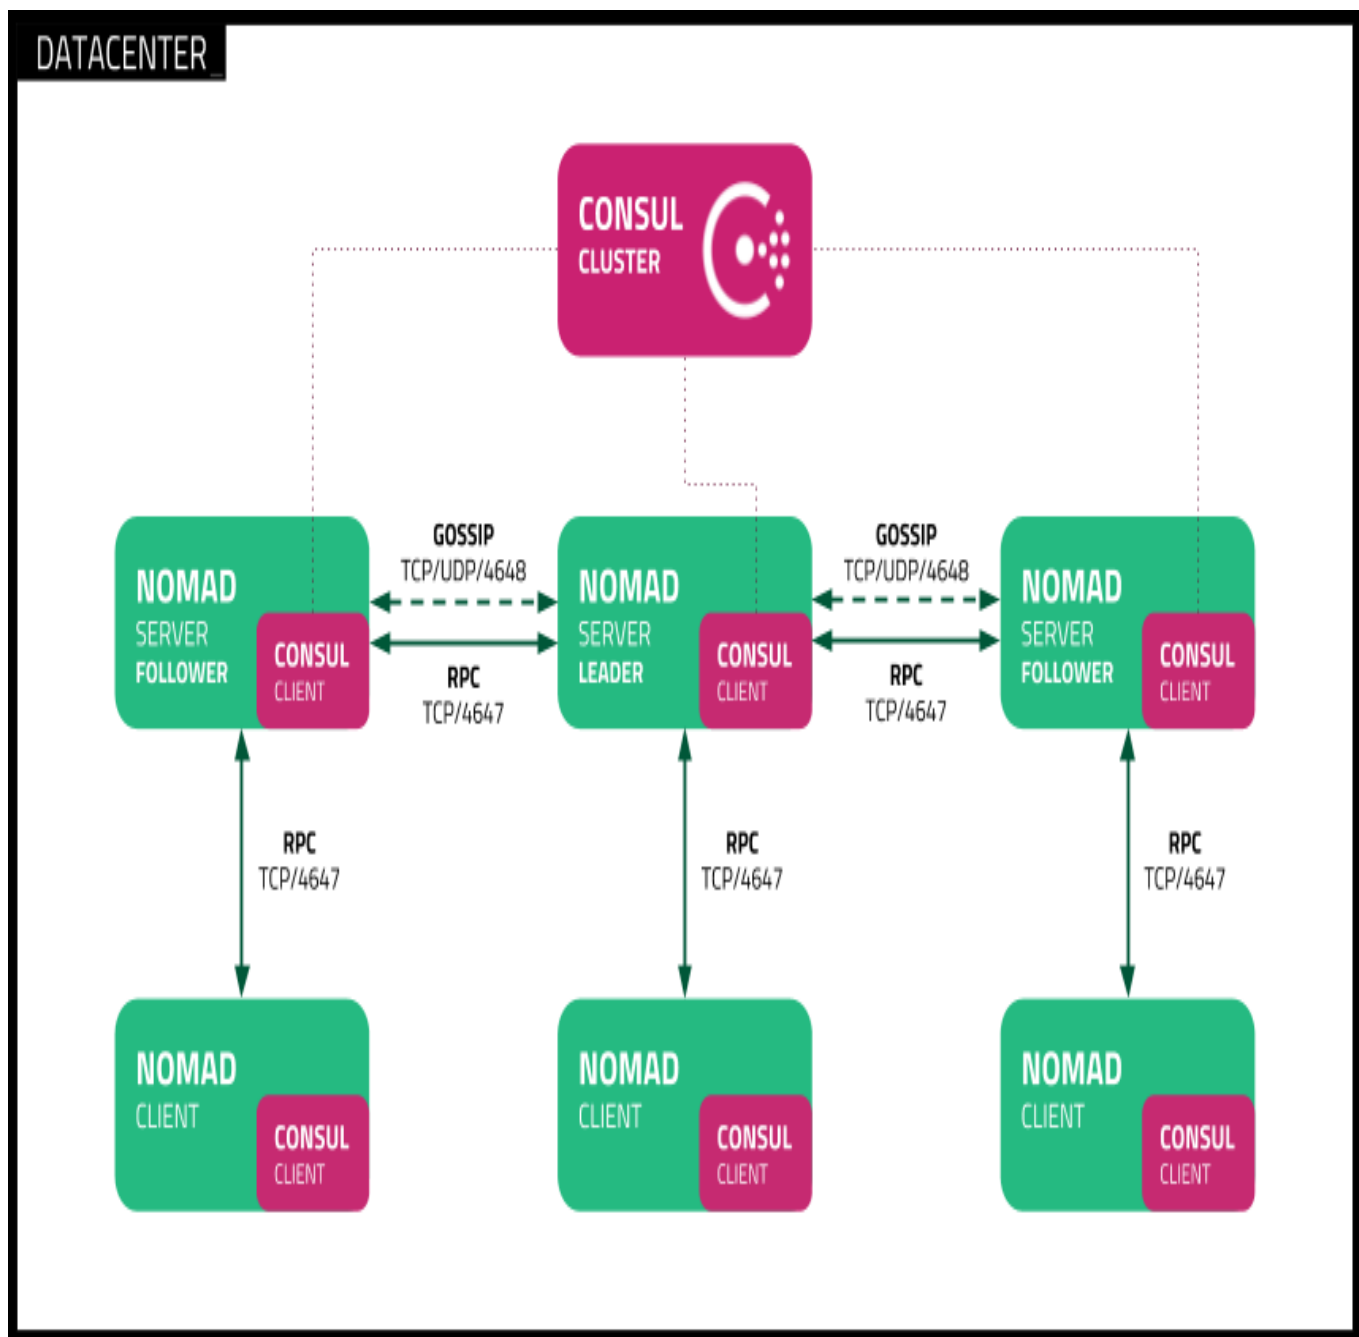 DATACENTER_
CONSUL
CLUSTER
NOMAD
SERVER
FOLLOWER
CONSUL
CLIENT
GOSSIP
TCP/UDP/4648
RPC
TCP/4647
NOMAD
SERVER
LEADER
CONSUL
CLIENT
GOSSIP
TCP/UDP/4648
RPC
TCP/4647
NOMAD
SERVER
FOLLOWER
CONSUL
CLIENT
RPC
TCP/4647
RPC
TCP/4647
RPC
TCP/4647
NOMAD
CLIENT
CONSUL
CLIENT
NOMAD
CLIENT
CONSUL
CLIENT
NOMAD
CLIENT
CONSUL
CLIENT